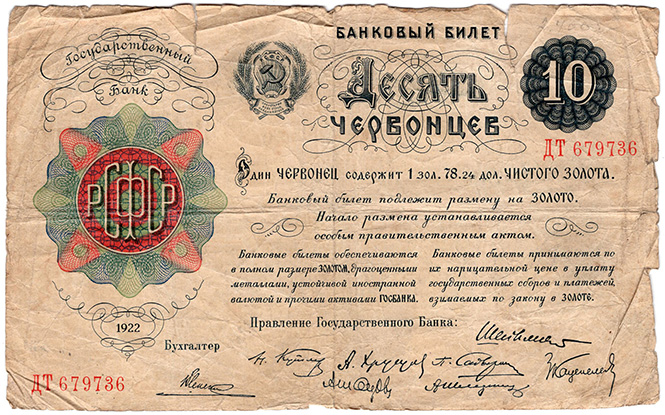 Государственный
Банк
БАНКОВЫЙ БИЛЕТ
ДЕСЯТЬ
ЧЕРВОНЦЕВ
10
ДТ 679736
Один ЧЕРВОНЕЦ содержит 1 зол. 78.24 дол. ЧИСТОГО ЗОЛОТА.
Банковый билет подлежит размену на ЗОЛОТО.
Начало размена устанавливается
особым правительственным актом.
Банковые билеты обеспечиваются
в полном размере ЗОЛОТОМ, драгоценными
металлами, устойчивой иностранной
валютой и прочими активами ГОСБАНКА.
Банковые билеты принимаются по
их нарицательной цене в уплату
государственных сборов и платежей,
взимаемых по закону в ЗОЛОТЕ.
РСФСР
1922
Правление Государственного Банка:
Бухгалтер
ДТ 679736